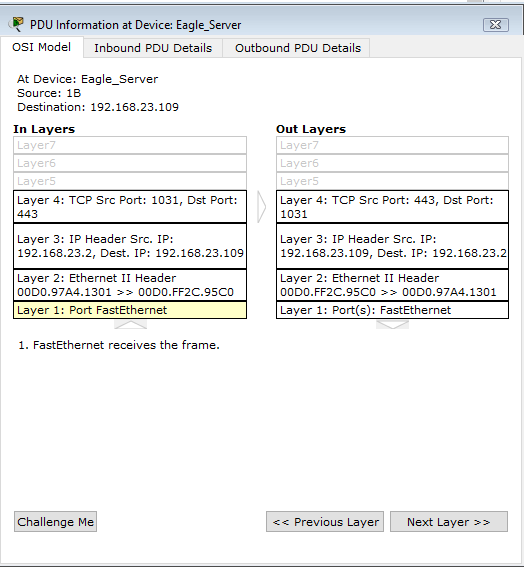 PDU Information at Device: Eagle_Server
OSI Model
Inbound PDU Details
Outbound PDU Details
At Device: Eagle_Server
Source: 1B
Destination: 192.168.23.109
In Layers
Layer7
Layer6
Layer5
Layer 4: TCP Src Port: 1031, Dst Port:
443
Layer 3: IP Header Src. IP:
192.168.23.2, Dest. IP: 192.168.23.109
Layer 2: Ethernet II Header
00D0.97A4.1301 >> 00D0.FF2C.95C0
Layer 1: Port FastEthernet
Out Layers
Layer7
Layer6
Layer5
Layer 4: TCP Src Port: 443, Dst Port:
1031
Layer 3: IP Header Src. IP:
192.168.23.109, Dest. IP: 192.168.23.2
Layer 2: Ethernet II Header
00D0.FF2C.95C0 >> 00D0.97A4.1301
Layer 1: Port(s): FastEthernet
1. FastEthernet receives the frame.
Challenge Me
<< Previous Layer
Next Layer >>